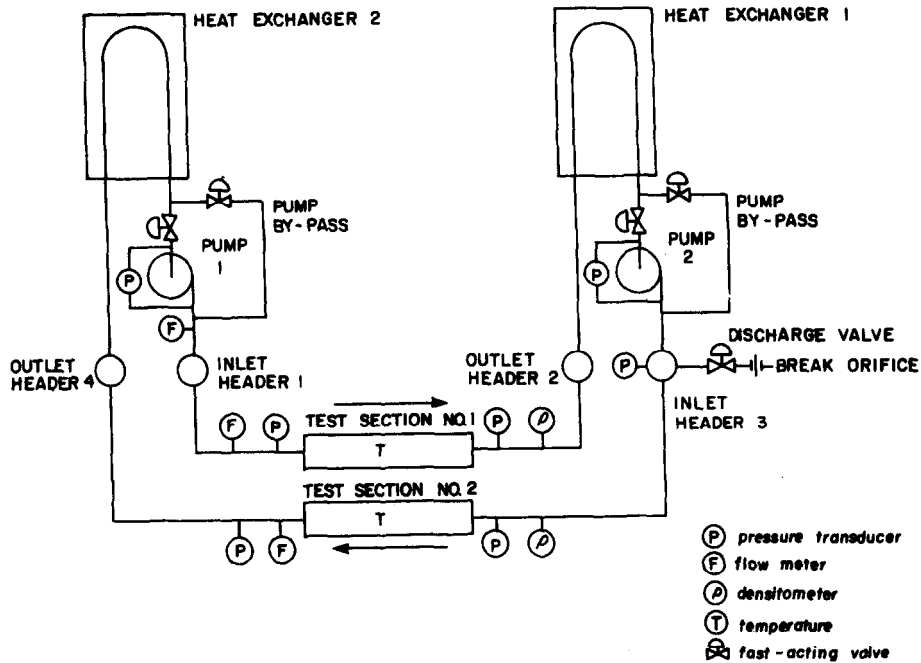 HEAT EXCHANGER 2
HEAT EXCHANGER 1
PUMP
BY-PASS
PUMP
1
P
F
PUMP
BY-PASS
PUMP
2
P
OUTLET
HEADER 4
INLET
HEADER 1
OUTLET
HEADER 2
P
DISCHARGE VALVE
BREAK ORIFICE
INLET
HEADER 3
F
P
TEST SECTION NO.1
T
P
ρ
TEST SECTION NO.2
T
P
F
P
ρ
P pressure transducer
F flow meter
ρ densitometer
T temperature
fast-acting valve